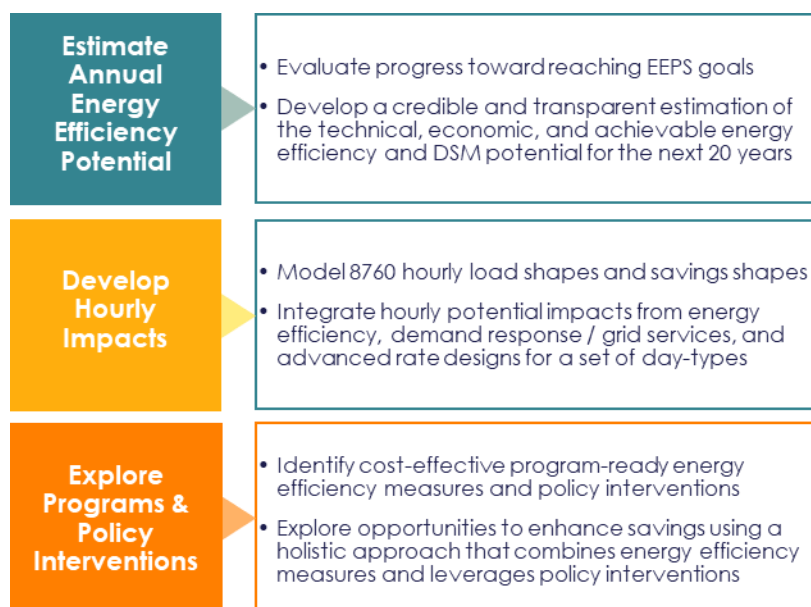 Estimate
Annual
Energy
Efficiency
Potential
• Evaluate progress toward reaching EEPS goals
• Develop a credible and transparent estimation of
the technical, economic, and achievable energy
efficiency and DSM potential for the next 20 years
Develop
Hourly
Impacts
• Model 8760 hourly load shapes and savings shapes
• Integrate hourly potential impacts from energy
efficiency, demand response / grid services, and
advanced rate designs for a set of day-types
Explore
Programs &
Policy
Interventions
• Identify cost-effective program-ready energy
efficiency measures and policy interventions
• Explore opportunities to enhance savings using a
holistic approach that combines energy efficiency
measures and leverages policy interventions